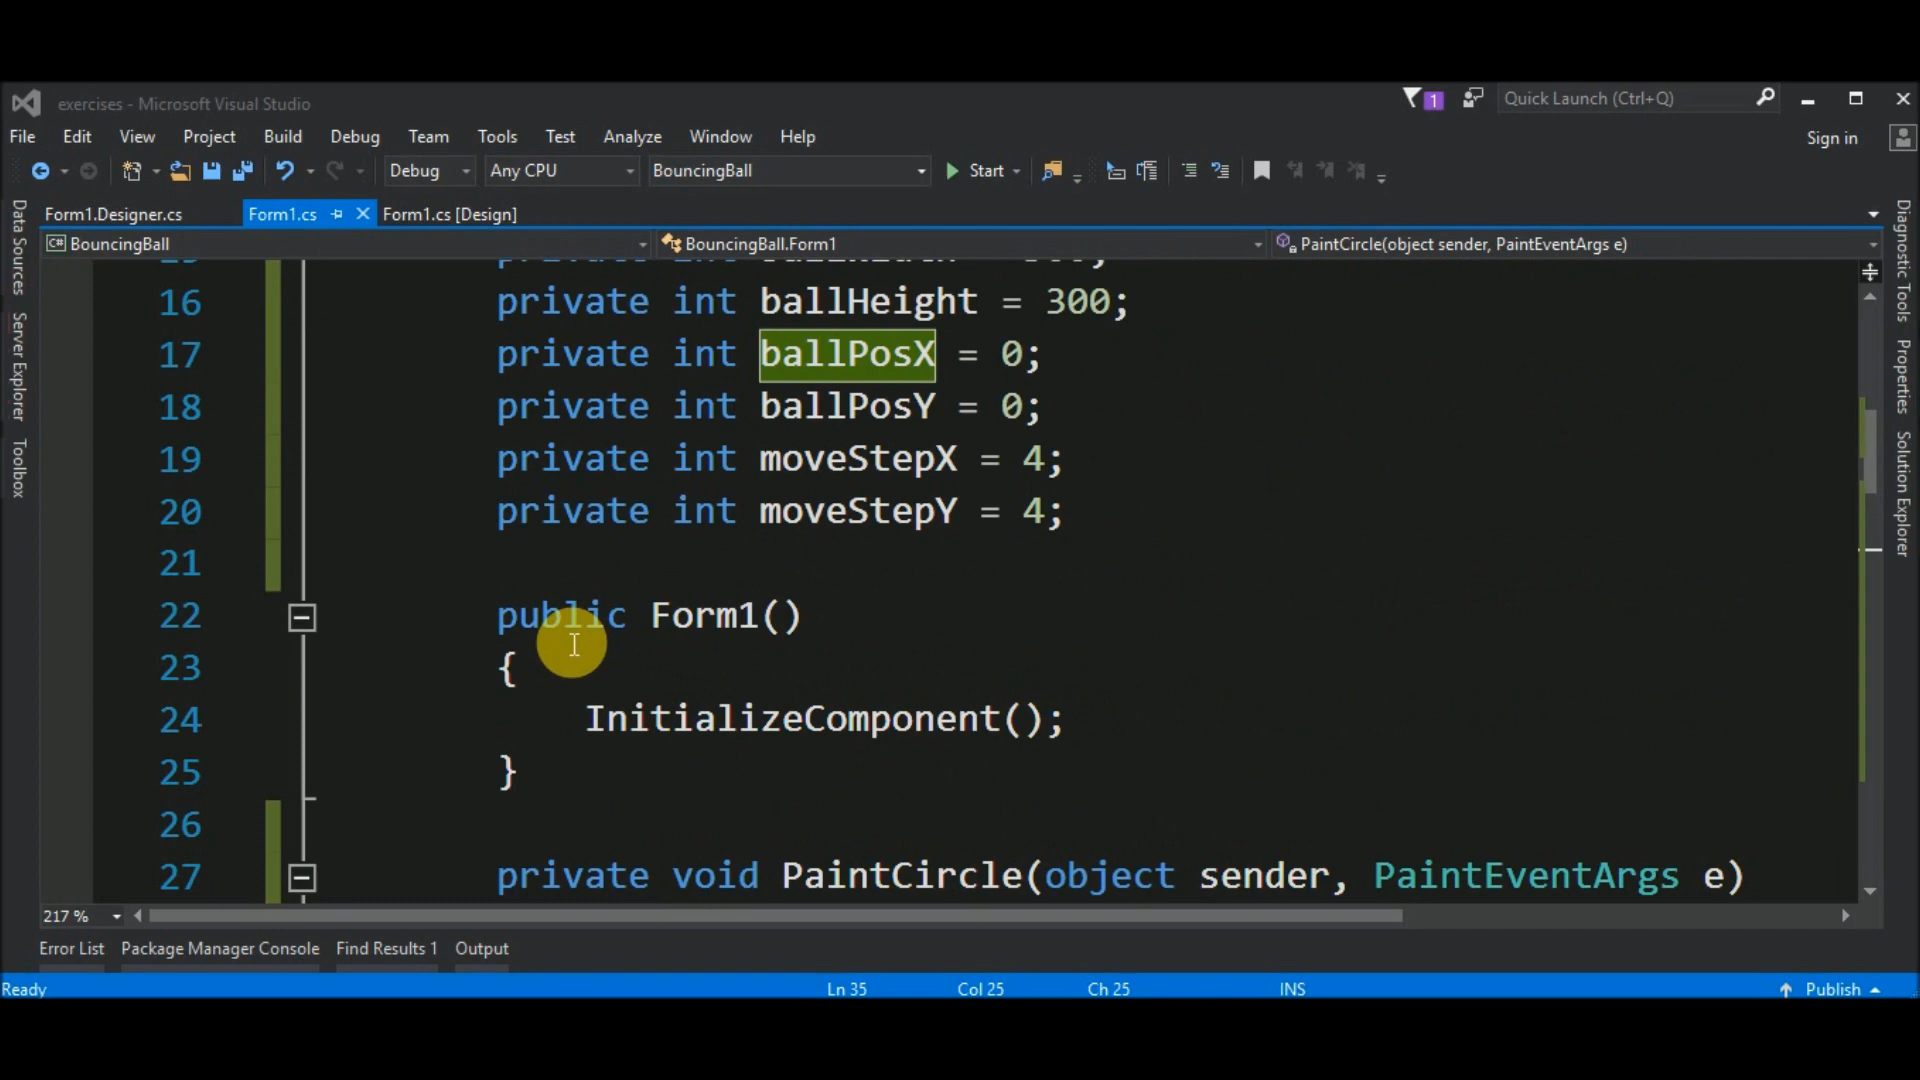 exercises - Microsoft Visual Studio
1
Quick Launch (Ctrl+Q)
File Edit View Project Build Debug Team Tools Test Analyze Window Help
Sign in
Debug Any CPU BouncingBall Start
Form1.Designer.cs Form1.cs Form1.cs [Design]
C# BouncingBall BouncingBall.Form1 PaintCircle(object sender, PaintEventArgs e)
Data Sources
Server Explorer
Toolbox
16 private int ballHeight = 300;
17 private int ballPosX = 0;
18 private int ballPosY = 0;
19 private int moveStepX = 4;
20 private int moveStepY = 4;
21
22 public Form1()
23 {
24 InitializeComponent();
25 }
26
27 private void PaintCircle(object sender, PaintEventArgs e)
Diagnostic Tools
Properties
Solution Explorer
217 %
Error List Package Manager Console Find Results 1 Output
Ready Ln 35 Col 25 Ch 25 INS Publish